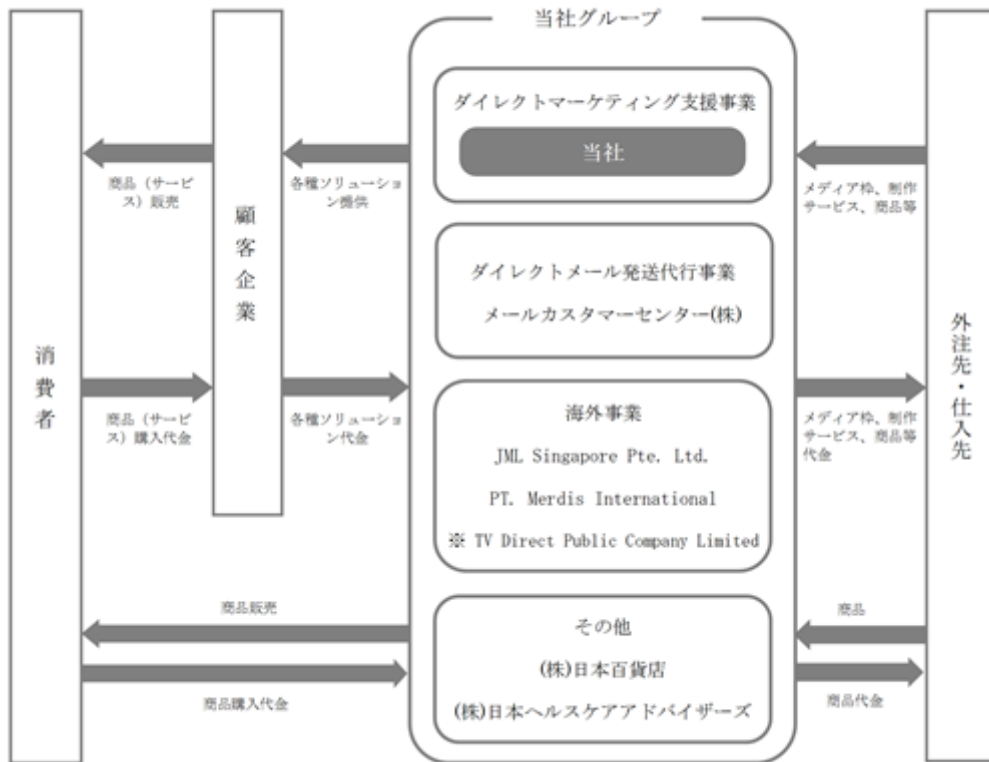 当社グループ
ダイレクトマーケティング支援事業
当社
商品（サービ
ス）販売
各種ソリューショ
ン提供
メディア枠、制作
サービス、商品等
顧客企業
ダイレクトメール発送代行事業
メールカスタマーセンター(株)
消費者
外注先・仕入先
商品（サービ
ス）購入代金
各種ソリューショ
ン代金
海外事業
JML Singapore Pte. Ltd.
PT. Merdis International
※ TV Direct Public Company Limited
メディア枠、制作
サービス、商品等
代金
商品販売
商品購入代金
その他
(株)日本百貨店
(株)日本ヘルスケアアドバイザーズ
商品
商品代金